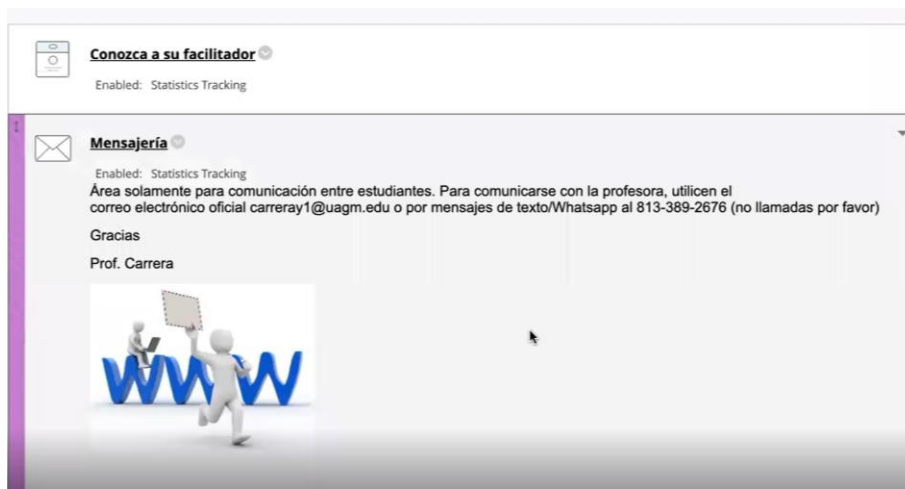 Conozca a su facilitador
Enabled: Statistics Tracking
Mensajería
Enabled: Statistics Tracking
Área solamente para comunicación entre estudiantes. Para comunicarse con la profesora, utilicen el
correo electrónico oficial carreray1@uagm.edu o por mensajes de texto/Whatsapp al 813-389-2676 (no llamadas por favor)
Gracias
Prof. Carrera
WWW